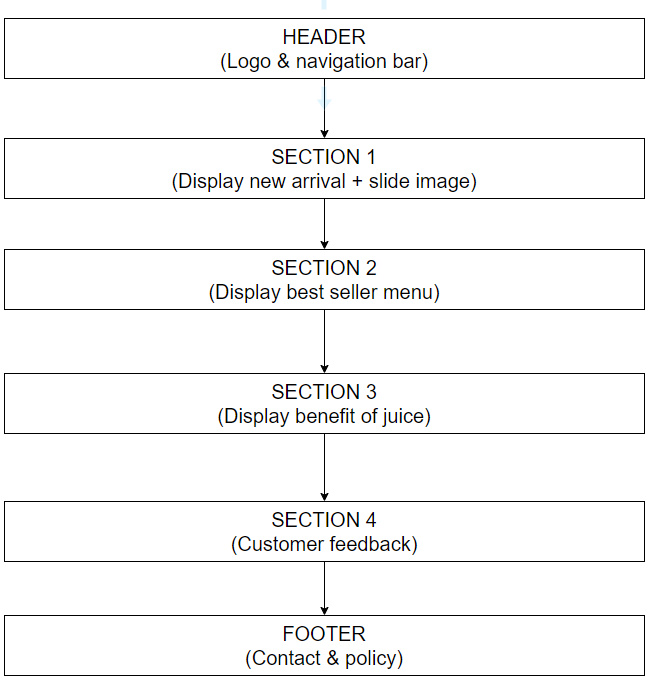 HEADER
(Logo & navigation bar)
SECTION 1
(Display new arrival + slide image)
SECTION 2
(Display best seller menu)
SECTION 3
(Display benefit of juice)
SECTION 4
(Customer feedback)
FOOTER
(Contact & policy)